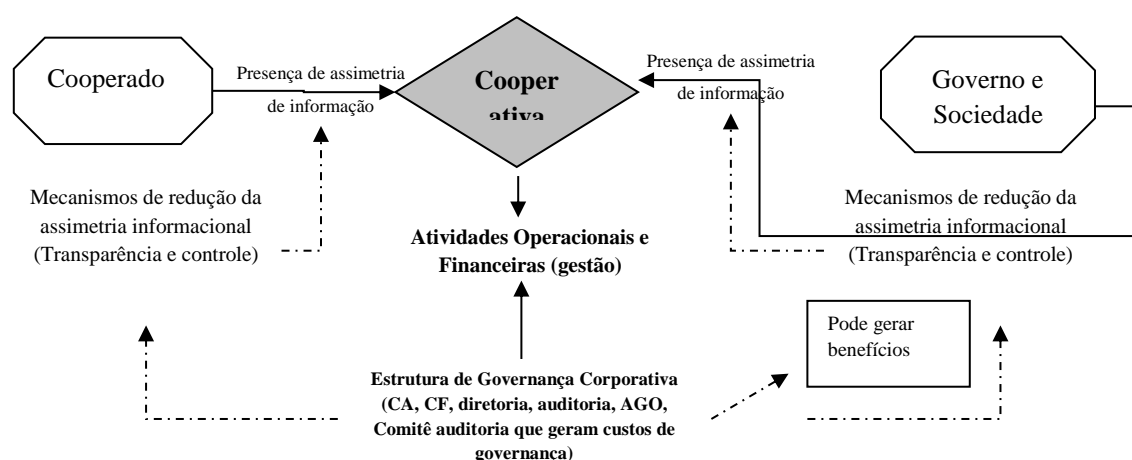 Cooperado
Presença de assimetria
de informação
Cooper
ativa
Presença de assimetria
de informação
Governo e
Sociedade
Mecanismos de redução da
assimetria informacional
(Transparência e controle)
Atividades Operacionais e
Financeiras (gestão)
Mecanismos de redução da
assimetria informacional
(Transparência e controle)
Pode gerar
benefícios
Estrutura de Governança Corporativa
(CA, CF, diretoria, auditoria, AGO,
Comitê auditoria que geram custos de
governança)